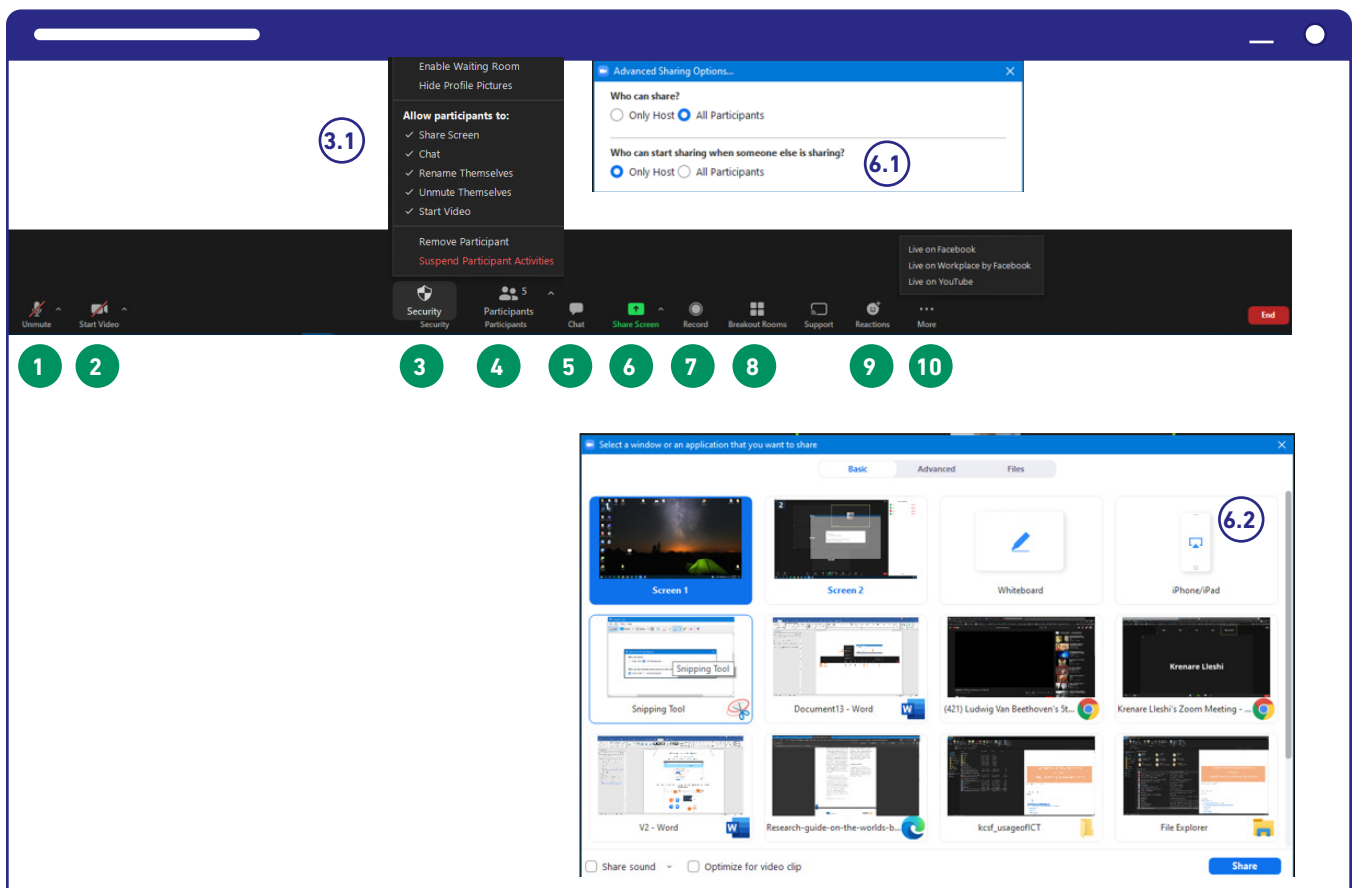 Enable Waiting Room
Hide Profile Pictures
Allow participants to:
✓ Share Screen
✓ Chat
✓ Rename Themselves
✓ Unmute Themselves
✓ Start Video
Remove Participant
Suspend Participant Activities
3.1
Advanced Sharing Options...
Who can share?
Only Host All Participants
Who can start sharing when someone else is sharing?
Only Host All Participants
6.1
Live on Facebook
Live on Workplace by Facebook
Live on YouTube
Security Participants 5
Unmute Start Video Security Participants Chat Share Screen Record Breakout Rooms Support Reactions More End
1 2 3 4 5 6 7 8 9 10
Select a window or an application that you want to share
Basic Advanced Files
6.2
Screen 1 Screen 2 Whiteboard iPhone/iPad
Snipping Tool
Krenare Lleshi
Snipping Tool Document13 - Word (421) Ludwig Van Beethoven's St... Krenare Lleshi's Zoom Meeting - ...
V2 - Word Research-guide-on-the-worlds-b... kcsf_usageofICT File Explorer
Share sound Optimize for video clip Share